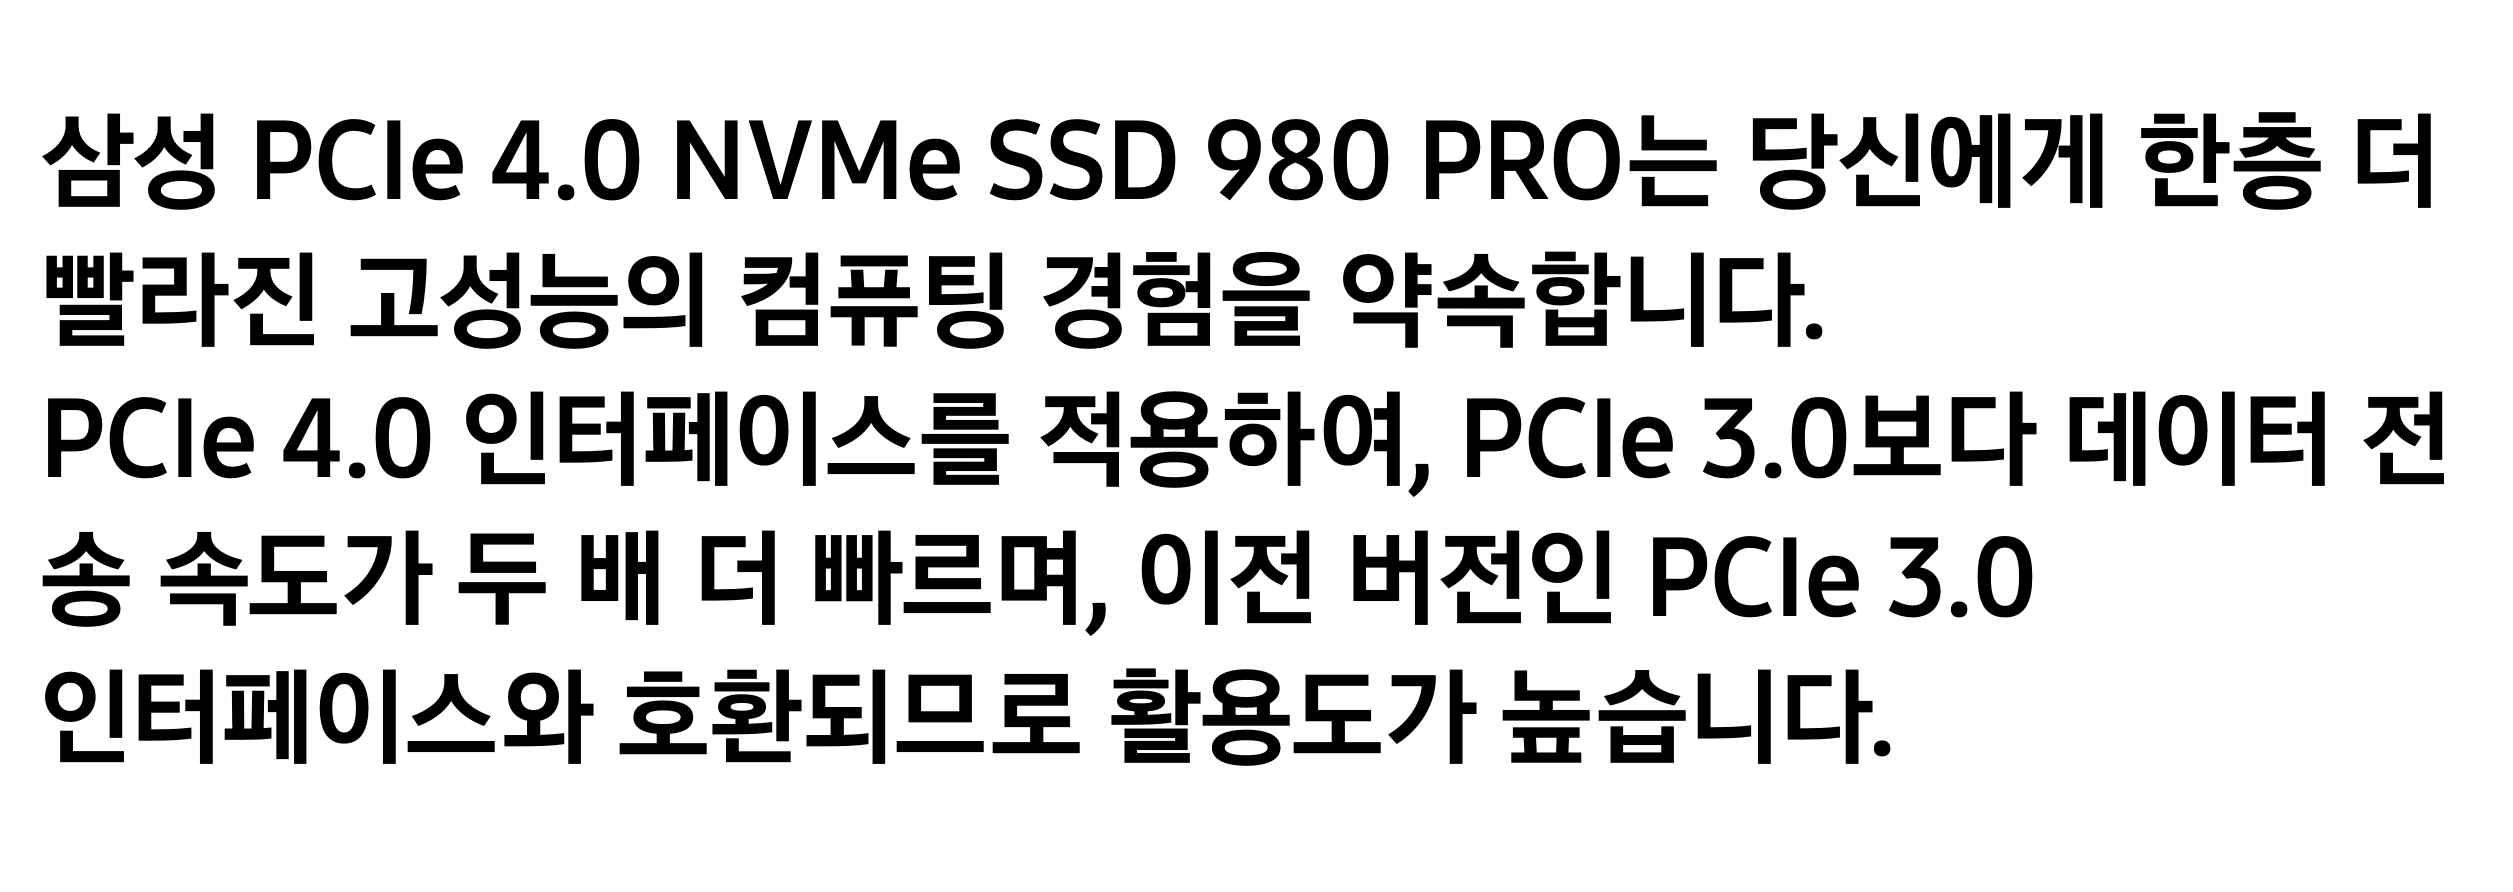 삼성 PCIe 4.0 NVMe SSD 980 PRO는 당신에게 한층 더
빨라진 고성능의 컴퓨팅 경험을 약속합니다.
PCIe 4.0 인터페이스를 적용하여, PCIe 3.0보다 데이터 전
송 속도가 두 배 더 빠르며, 이전 버전인 PCIe 3.0
인터페이스와 호환되므로 활용도가 높습니다.